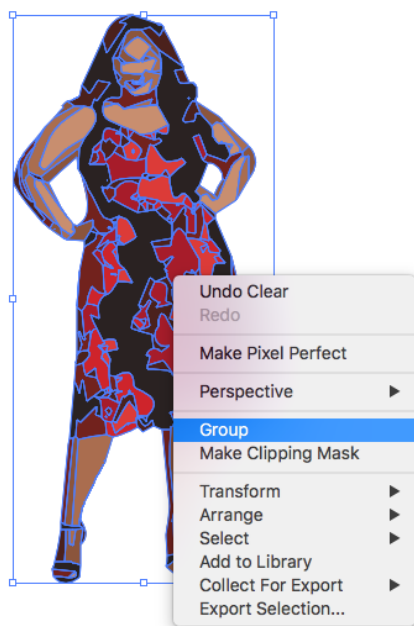 Undo Clear
Redo
Make Pixel Perfect
Perspective
Group
Make Clipping Mask
Transform
Arrange
Select
Add to Library
Collect For Export
Export Selection...